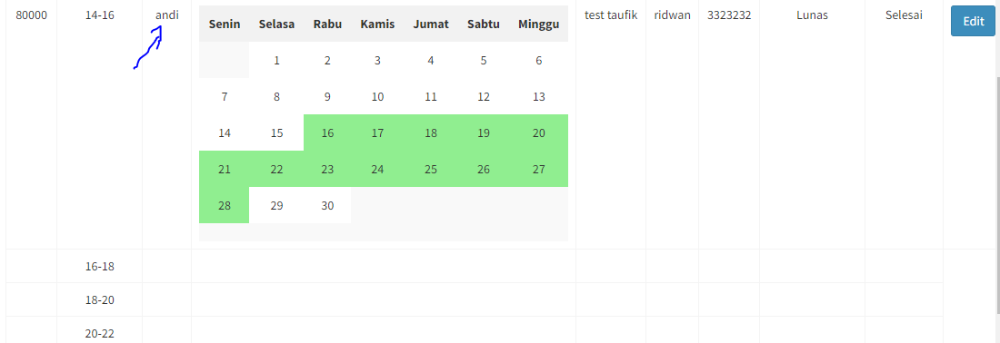 80000 14-16 andi test taufik ridwan 3323232 Lunas Selesai Edit
Senin Selasa Rabu Kamis Jumat Sabtu Minggu
1 2 3 4 5 6
7 8 9 10 11 12 13
14 15 16 17 18 19 20
21 22 23 24 25 26 27
28 29 30
16-18
18-20
20-22